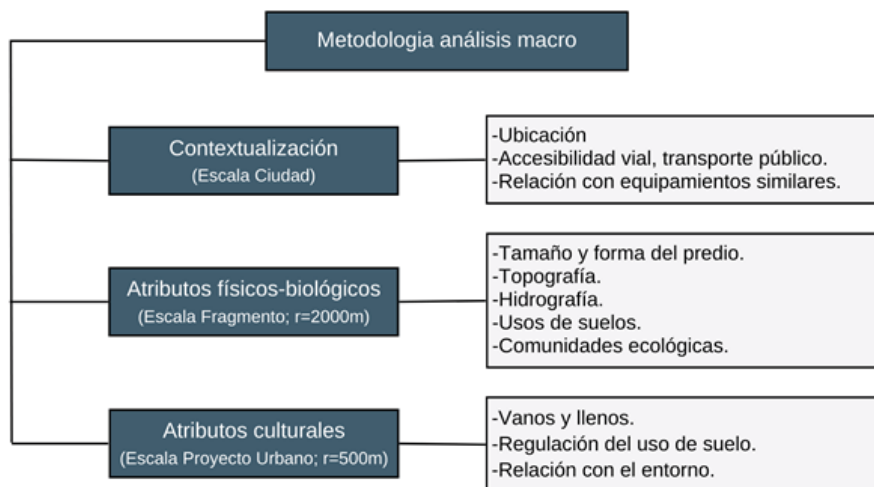 Metodologia análisis macro
Contextualización
(Escala Ciudad)
-Ubicación
-Accesibilidad vial, transporte público.
-Relación con equipamientos similares.
Atributos físicos-biológicos
(Escala Fragmento; r=2000m)
-Tamaño y forma del predio.
-Topografía.
-Hidrografía.
-Usos de suelos.
-Comunidades ecológicas.
Atributos culturales
(Escala Proyecto Urbano; r=500m)
-Vanos y llenos.
-Regulación del uso de suelo.
-Relación con el entorno.